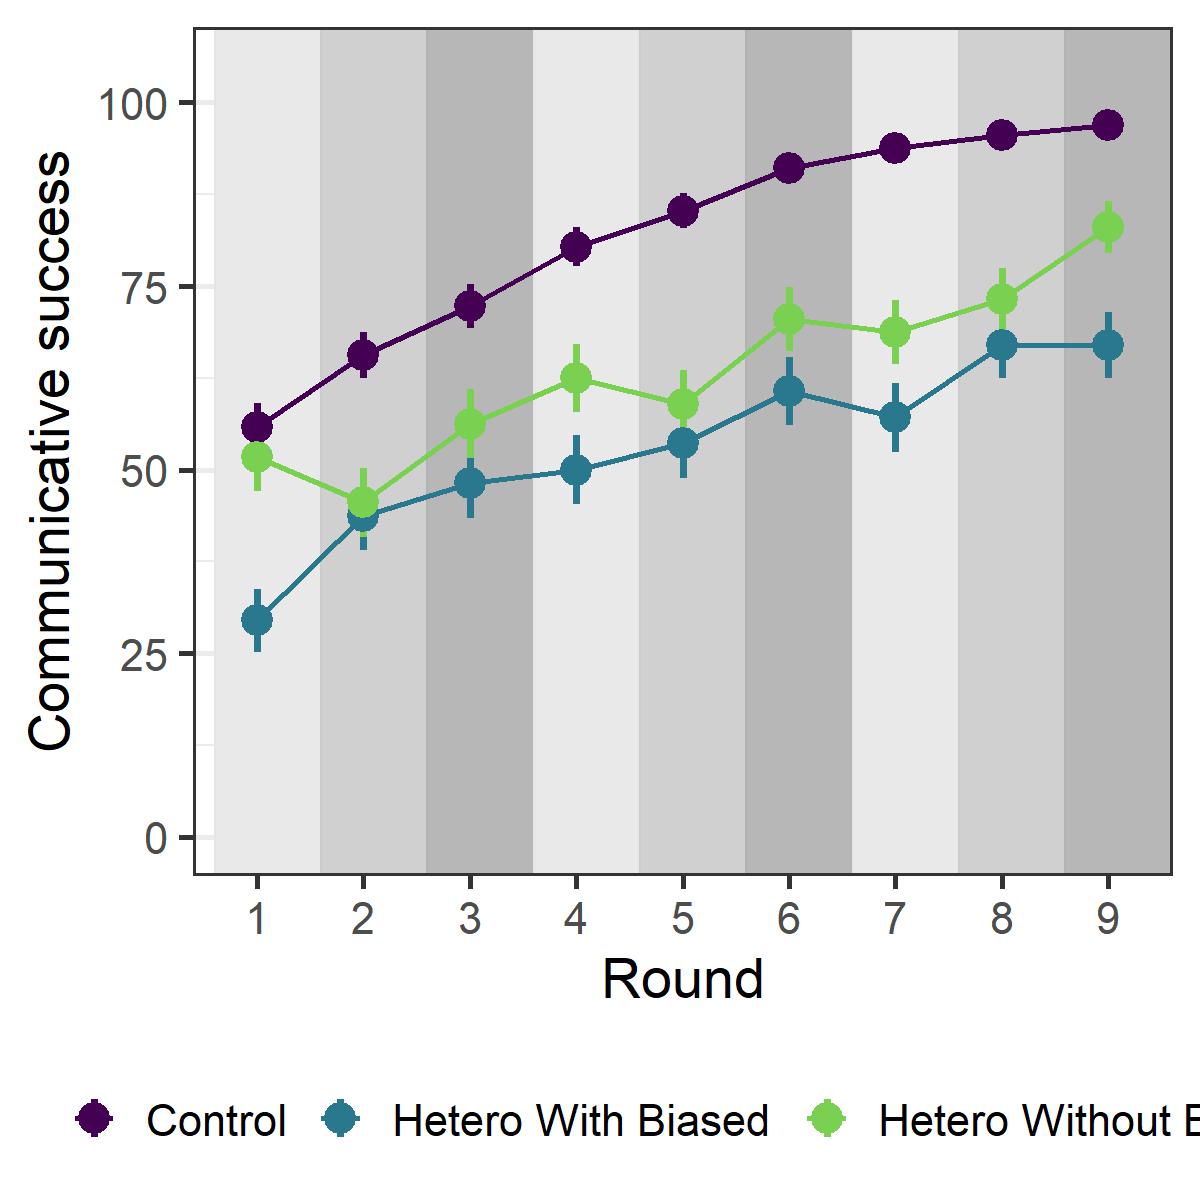 Communicative success
100
75
50
25
0
1 2 3 4 5 6 7 8 9
Round
Control Hetero With Biased Hetero Without